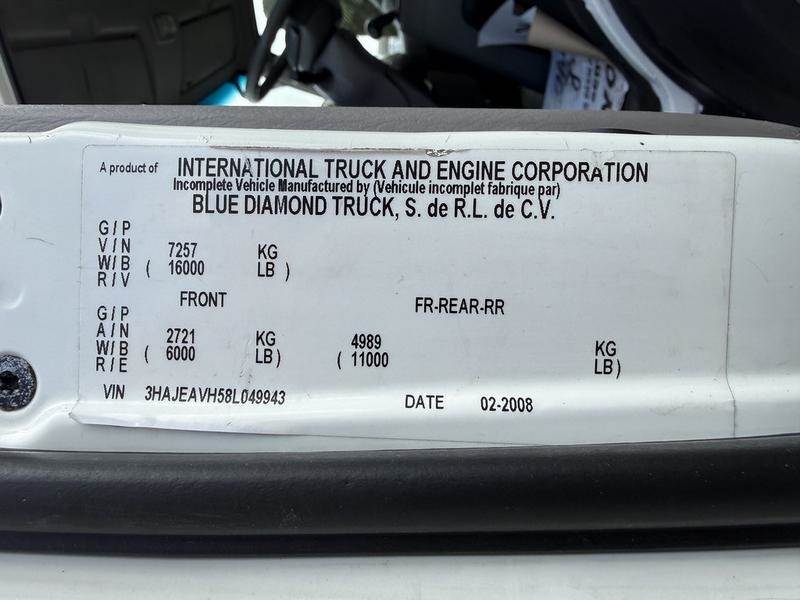 A product of INTERNATIONAL TRUCK AND ENGINE CORPORATION
Incomplete Vehicle Manufactured by (Vehicule incomplet fabrique par)
BLUE DIAMOND TRUCK, S. de R.L. de C.V.
G/P
V/N 7257 KG
W/B ( 16000 LB )
R/V
FRONT FR-REAR-RR
G/P
A/N 2721 KG 4989 KG
W/B ( 6000 LB) ( 11000 LB)
R/E
VIN 3HAJEAVH58L049943 DATE 02-2008